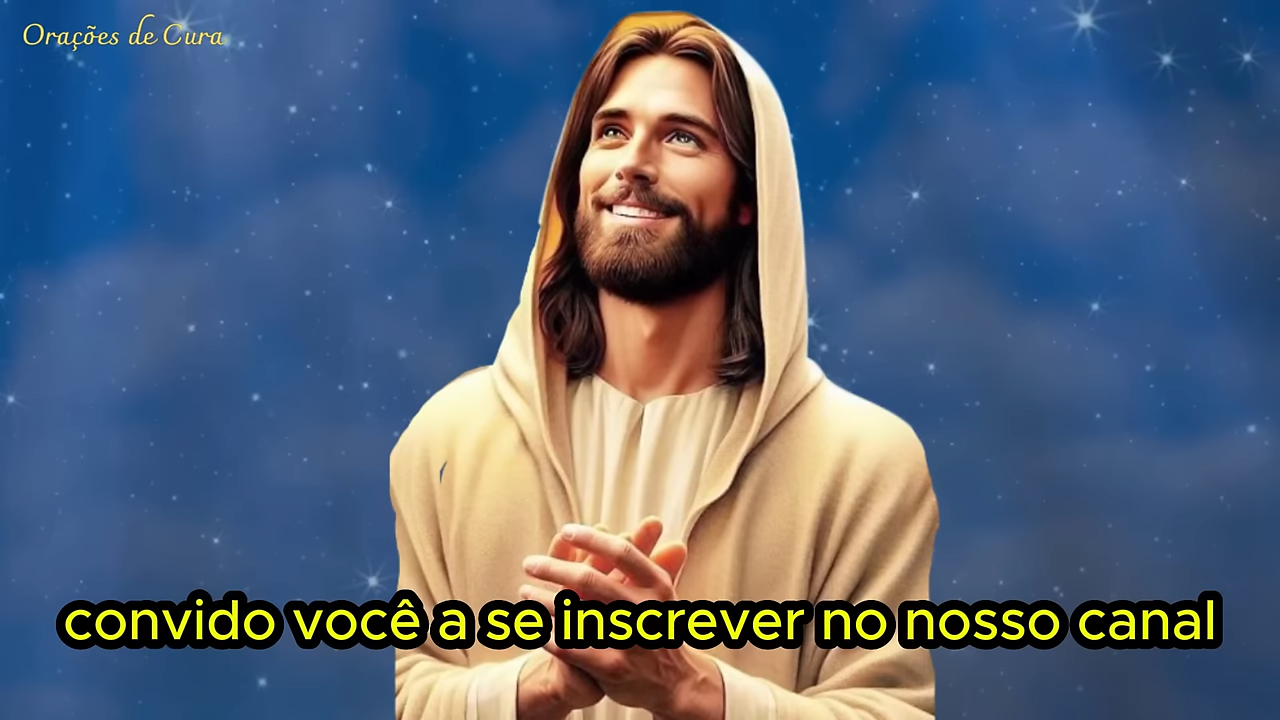 Orações de Cura
convido você a se inscrever no nosso canal